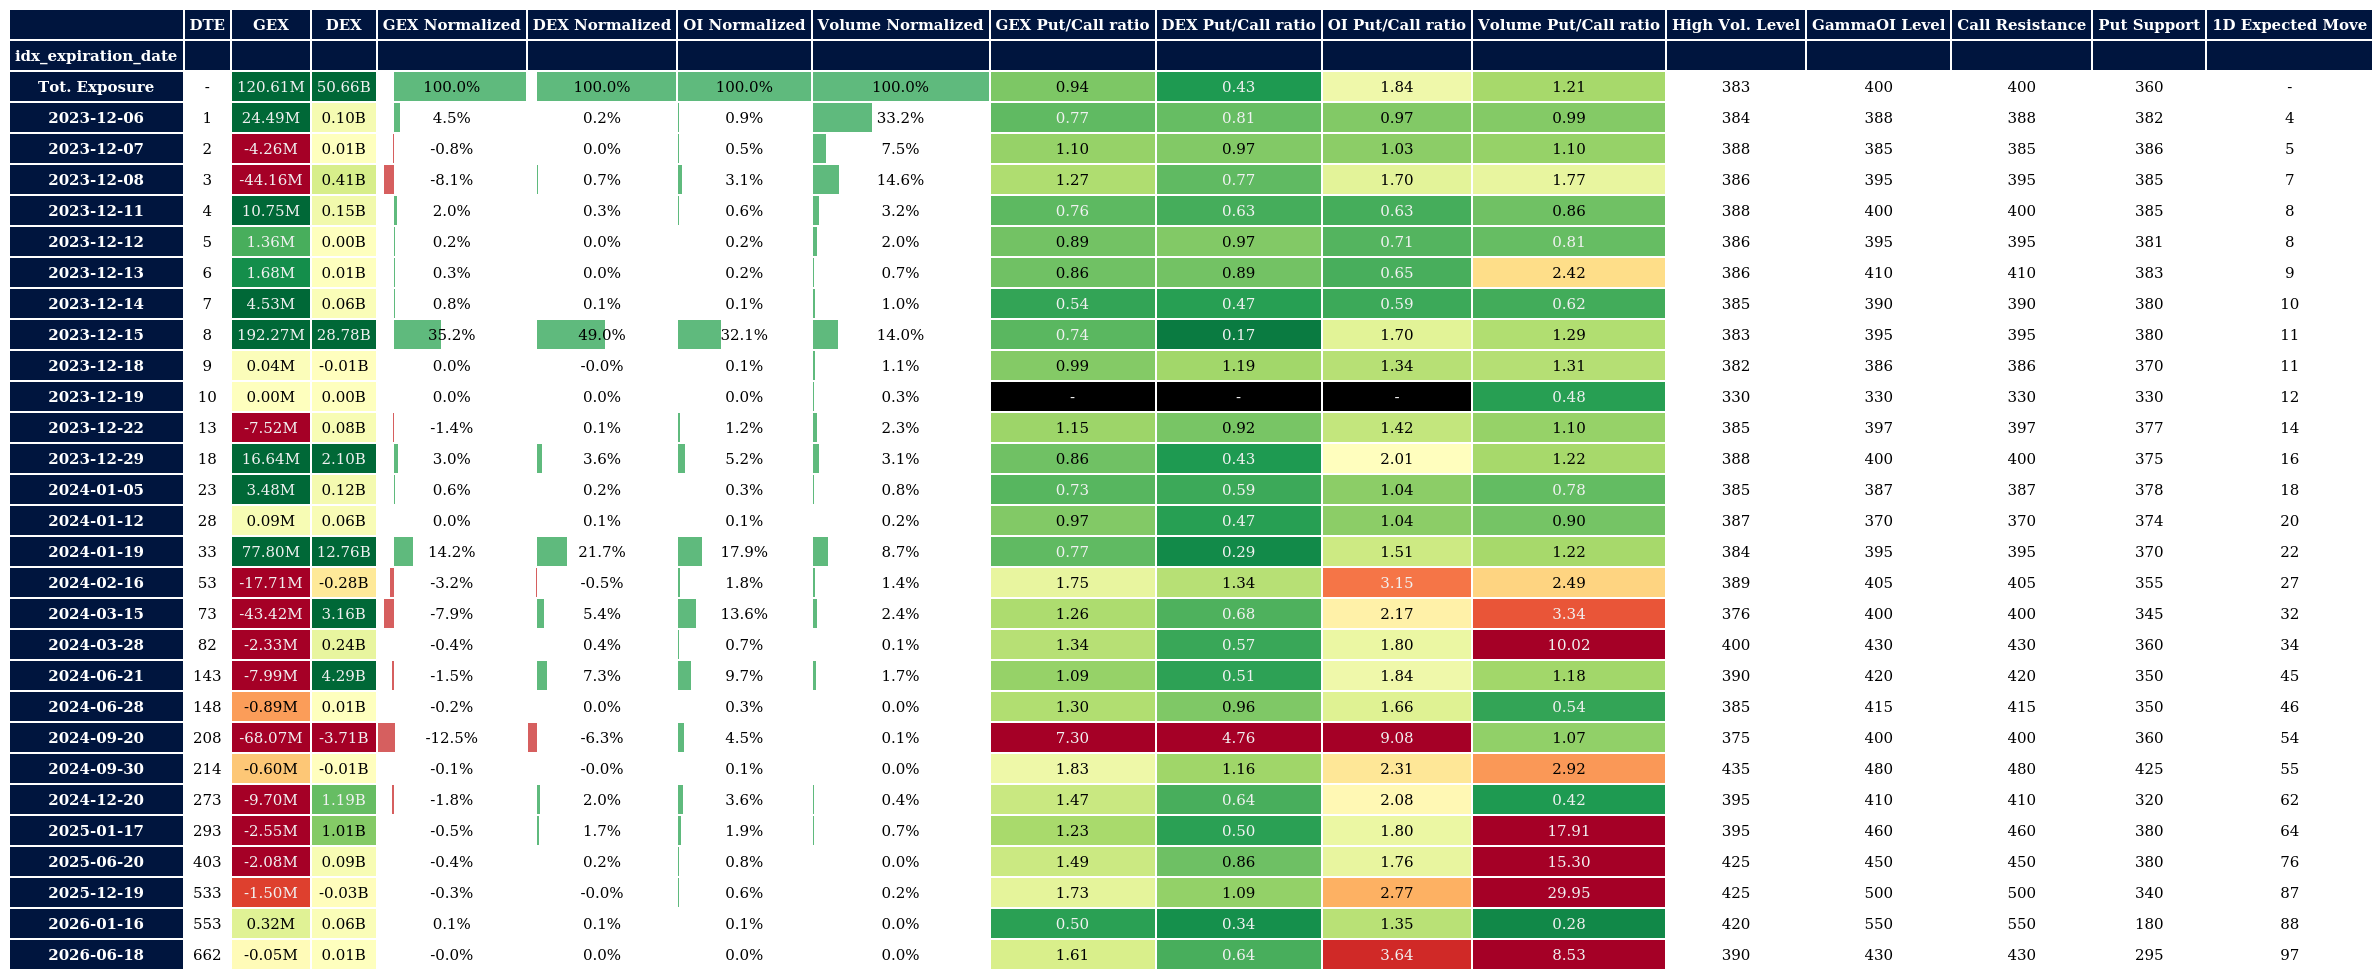 DTE GEX DEX GEX Normalized DEX Normalized OI Normalized Volume Normalized GEX Put/Call ratio DEX Put/Call ratio OI Put/Call ratio Volume Put/Call ratio High Vol. Level GammaOI Level Call Resistance Put Support 1D Expected Move
idx_expiration_date
Tot. Exposure - 120.61M 50.66B 100.0% 100.0% 100.0% 100.0% 0.94 0.43 1.84 1.21 383 400 400 360 -
2023-12-06 1 24.49M 0.10B 4.5% 0.2% 0.9% 33.2% 0.77 0.81 0.97 0.99 384 388 388 382 4
2023-12-07 2 -4.26M 0.01B -0.8% 0.0% 0.5% 7.5% 1.10 0.97 1.03 1.10 388 385 385 386 5
2023-12-08 3 -44.16M 0.41B -8.1% 0.7% 3.1% 14.6% 1.27 0.77 1.70 1.77 386 395 395 385 7
2023-12-11 4 10.75M 0.15B 2.0% 0.3% 0.6% 3.2% 0.76 0.63 0.63 0.86 388 400 400 385 8
2023-12-12 5 1.36M 0.00B 0.2% 0.0% 0.2% 2.0% 0.89 0.97 0.71 0.81 386 395 395 381 8
2023-12-13 6 1.68M 0.01B 0.3% 0.0% 0.2% 0.7% 0.86 0.89 0.65 2.42 386 410 410 383 9
2023-12-14 7 4.53M 0.06B 0.8% 0.1% 0.1% 1.0% 0.54 0.47 0.59 0.62 385 390 390 380 10
2023-12-15 8 192.27M 28.78B 35.2% 49.0% 32.1% 14.0% 0.74 0.17 1.70 1.29 383 395 395 380 11
2023-12-18 9 0.04M -0.01B 0.0% -0.0% 0.1% 1.1% 0.99 1.19 1.34 1.31 382 386 386 370 11
2023-12-19 10 0.00M 0.00B 0.0% 0.0% 0.0% 0.3% - - - 0.48 330 330 330 330 12
2023-12-22 13 -7.52M 0.08B -1.4% 0.1% 1.2% 2.3% 1.15 0.92 1.42 1.10 385 397 397 377 14
2023-12-29 18 16.64M 2.10B 3.0% 3.6% 5.2% 3.1% 0.86 0.43 2.01 1.22 388 400 400 375 16
2024-01-05 23 3.48M 0.12B 0.6% 0.2% 0.3% 0.8% 0.73 0.59 1.04 0.78 385 387 387 378 18
2024-01-12 28 0.09M 0.06B 0.0% 0.1% 0.1% 0.2% 0.97 0.47 1.04 0.90 387 370 370 374 20
2024-01-19 33 77.80M 12.76B 14.2% 21.7% 17.9% 8.7% 0.77 0.29 1.51 1.22 384 395 395 370 22
2024-02-16 53 -17.71M -0.28B -3.2% -0.5% 1.8% 1.4% 1.75 1.34 3.15 2.49 389 405 405 355 27
2024-03-15 73 -43.42M 3.16B -7.9% 5.4% 13.6% 2.4% 1.26 0.68 2.17 3.34 376 400 400 345 32
2024-03-28 82 -2.33M 0.24B -0.4% 0.4% 0.7% 0.1% 1.34 0.57 1.80 10.02 400 430 430 360 34
2024-06-21 143 -7.99M 4.29B -1.5% 7.3% 9.7% 1.7% 1.09 0.51 1.84 1.18 390 420 420 350 45
2024-06-28 148 -0.89M 0.01B -0.2% 0.0% 0.3% 0.0% 1.30 0.96 1.66 0.54 385 415 415 350 46
2024-09-20 208 -68.07M -3.71B -12.5% -6.3% 4.5% 0.1% 7.30 4.76 9.08 1.07 375 400 400 360 54
2024-09-30 214 -0.60M -0.01B -0.1% -0.0% 0.1% 0.0% 1.83 1.16 2.31 2.92 435 480 480 425 55
2024-12-20 273 -9.70M 1.19B -1.8% 2.0% 3.6% 0.4% 1.47 0.64 2.08 0.42 395 410 410 320 62
2025-01-17 293 -2.55M 1.01B -0.5% 1.7% 1.9% 0.7% 1.23 0.50 1.80 17.91 395 460 460 380 64
2025-06-20 403 -2.08M 0.09B -0.4% 0.2% 0.8% 0.0% 1.49 0.86 1.76 15.30 425 450 450 380 76
2025-12-19 533 -1.50M -0.03B -0.3% -0.0% 0.6% 0.2% 1.73 1.09 2.77 29.95 425 500 500 340 87
2026-01-16 553 0.32M 0.06B 0.1% 0.1% 0.1% 0.0% 0.50 0.34 1.35 0.28 420 550 550 180 88
2026-06-18 662 -0.05M 0.01B -0.0% 0.0% 0.0% 0.0% 1.61 0.64 3.64 8.53 390 430 430 295 97